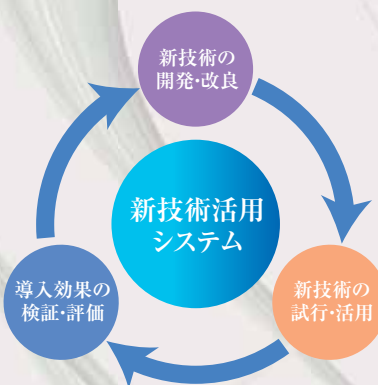 新技術の
開発・改良
新技術活用
システム
導入効果の
検証・評価
新技術の
試行・活用